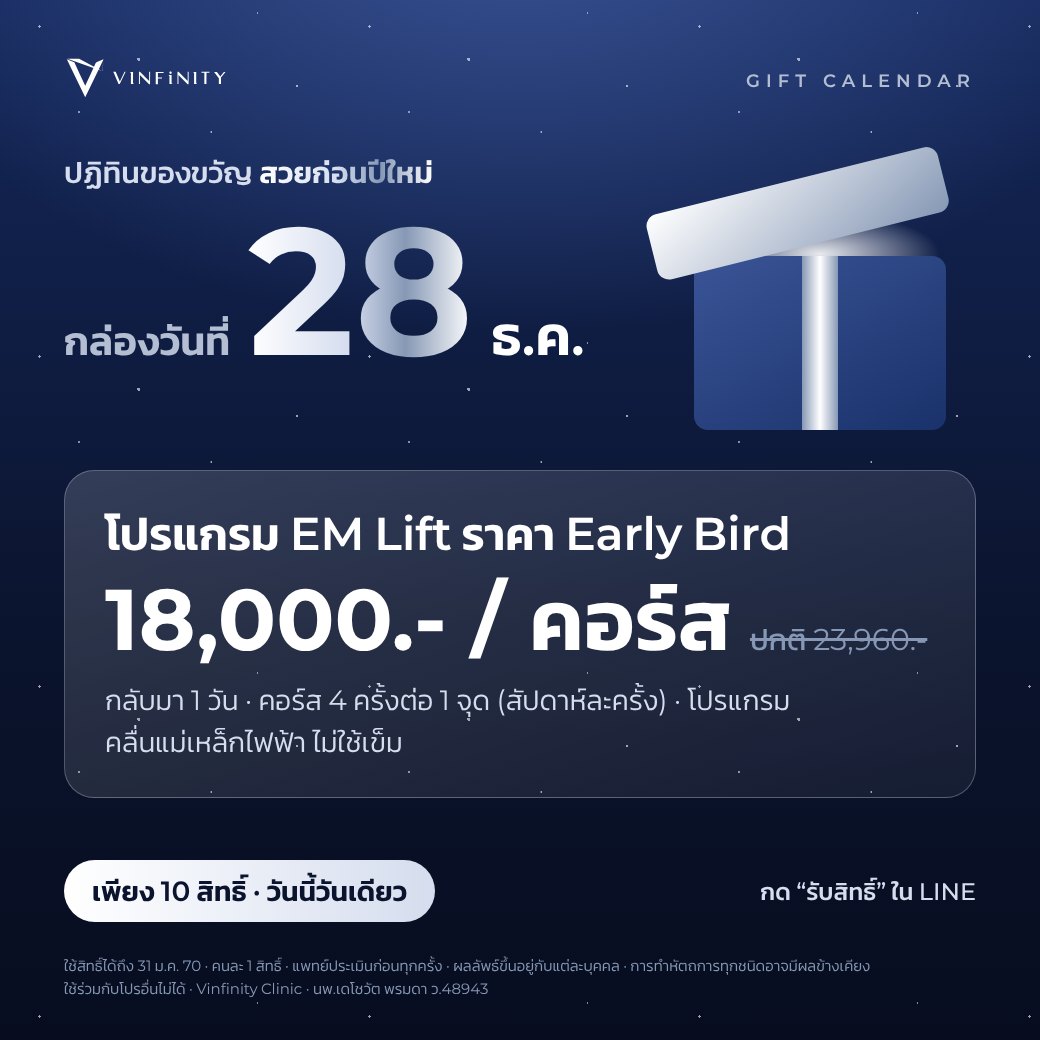 VINFINITY
GIFT CALENDAR
ปฏิทินของขวัญ สวยก่อนปีใหม่
กล่องวันที่ 28 ธ.ค.
โปรแกรม EM Lift ราคา Early Bird
18,000.- / คอร์ส ปกติ 23,960.-
กลับมา 1 วัน · คอร์ส 4 ครั้งต่อ 1 จุด (สัปดาห์ละครั้ง) · โปรแกรม
คลื่นแม่เหล็กไฟฟ้า ไม่ใช้เข็ม
เพียง 10 สิทธิ์ · วันนี้วันเดียว
กด “รับสิทธิ์” ใน LINE
ใช้สิทธิ์ได้ถึง 31 ม.ค. 70 · คนละ 1 สิทธิ์ · แพทย์ประเมินก่อนทุกครั้ง · ผลลัพธ์ขึ้นอยู่กับแต่ละบุคคล · การทำหัตถการทุกชนิดอาจมีผลข้างเคียง
ใช้ร่วมกับโปรอื่นไม่ได้ · Vinfinity Clinic · นพ.เดโชวัต พรมดา ว.48943